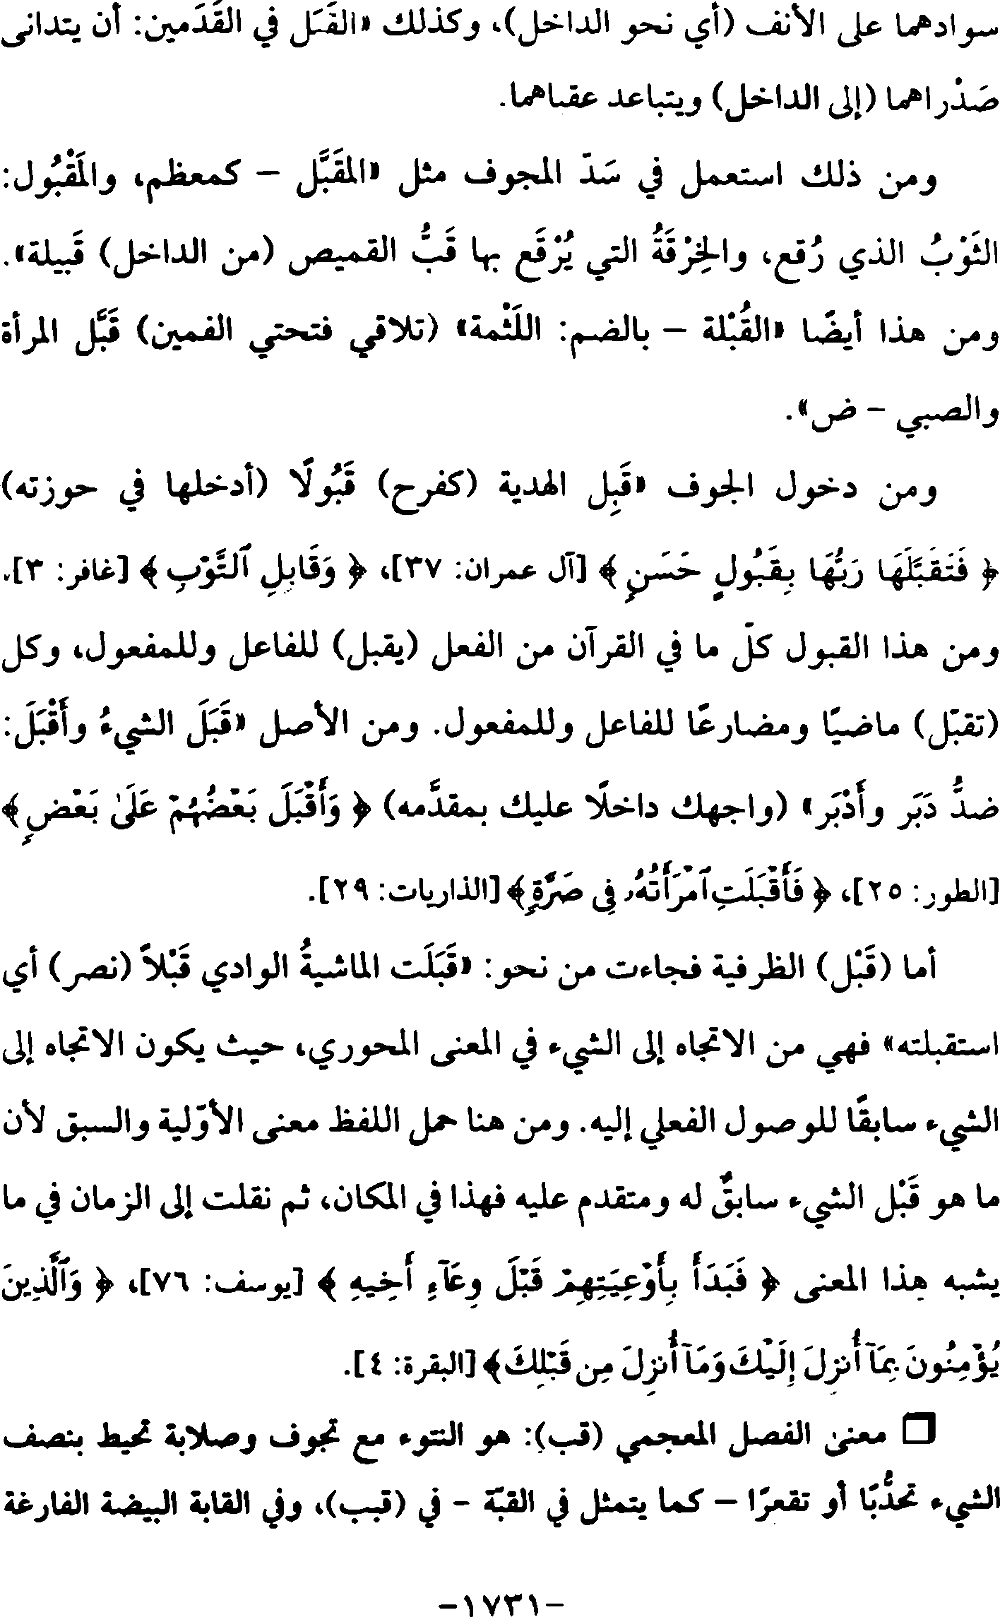 سوادهما على الأنف (أي نحو الداخل)، وكذلك «القَبَل في القَدَمين: أن يتدانى
صَدْراهما (إلى الداخل) ويتباعد عقباهما.
ومن ذلك استعمل في سَدّ المجوف مثل «المقَبَّل – كمعظم، والمَقْبُول:
الثَوْبُ الذي رُقع، والخِرْقَةُ التي يُرْقَع بها قَبُّ القميص (من الداخل) قَبيلة».
ومن هذا أيضًا «القُبْلة – بالضم: اللَثْمة» (تلاقي فتحتي الفمين) قَبَّل المرأة
والصبي – ض».
ومن دخول الجوف «قَبِل الهدية (كفرح) قَبُولًا (أدخلها في حوزته)
﴿ فَتَقَبَّلَهَا رَبُّهَا بِقَبُولٍ حَسَنٍ ﴾ [آل عمران: ٣٧]، ﴿ وَقَابِلِ ٱلتَّوْبِ ﴾ [غافر: ٣].
ومن هذا القبول كلّ ما في القرآن من الفعل (يقبل) للفاعل وللمفعول، وكل
(تقبّل) ماضيًا ومضارعًا للفاعل وللمفعول. ومن الأصل «قَبَلَ الشيءُ وأَقْبَلَ:
ضدُّ دَبَر وأَدْبَر» (واجهك داخلًا عليك بمقدَّمه) ﴿ وَأَقْبَلَ بَعْضُهُمْ عَلَىٰ بَعْضٍ ﴾
[الطور: ٢٥]، ﴿ فَأَقْبَلَتِ ٱمْرَأَتُهُۥ فِى صَرَّةٍ ﴾ [الذاريات: ٢٩].
أما (قَبْل) الظرفية فجاءت من نحو: «قَبَلَت الماشيةُ الوادي قَبْلاً (نصر) أي
استقبلته» فهي من الاتجاه إلى الشيء في المعنى المحوري، حيث يكون الاتجاه إلى
الشيء سابقًا للوصول الفعلي إليه. ومن هنا حمل اللفظ معنى الأوّلية والسبق لأن
ما هو قَبْل الشيء سابقٌ له ومتقدم عليه فهذا في المكان، ثم نقلت إلى الزمان في ما
يشبه هذا المعنى ﴿ فَبَدَأَ بِأَوْعِيَتِهِمْ قَبْلَ وِعَآءِ أَخِيهِ ﴾ [يوسف: ٧٦]، ﴿ وَٱلَّذِينَ
يُؤْمِنُونَ بِمَآ أُنزِلَ إِلَيْكَ وَمَآ أُنزِلَ مِن قَبْلِكَ ﴾ [البقرة: ٤].
❒ معنى الفصل المعجمي (قب): هو النتوء مع تجوف وصلابة تحيط بنصف
الشيء تحدُّبًا أو تقعرًا – كما يتمثل في القبّة - في (قبب)، وفي القابة البيضة الفارغة
-١٧٣١-